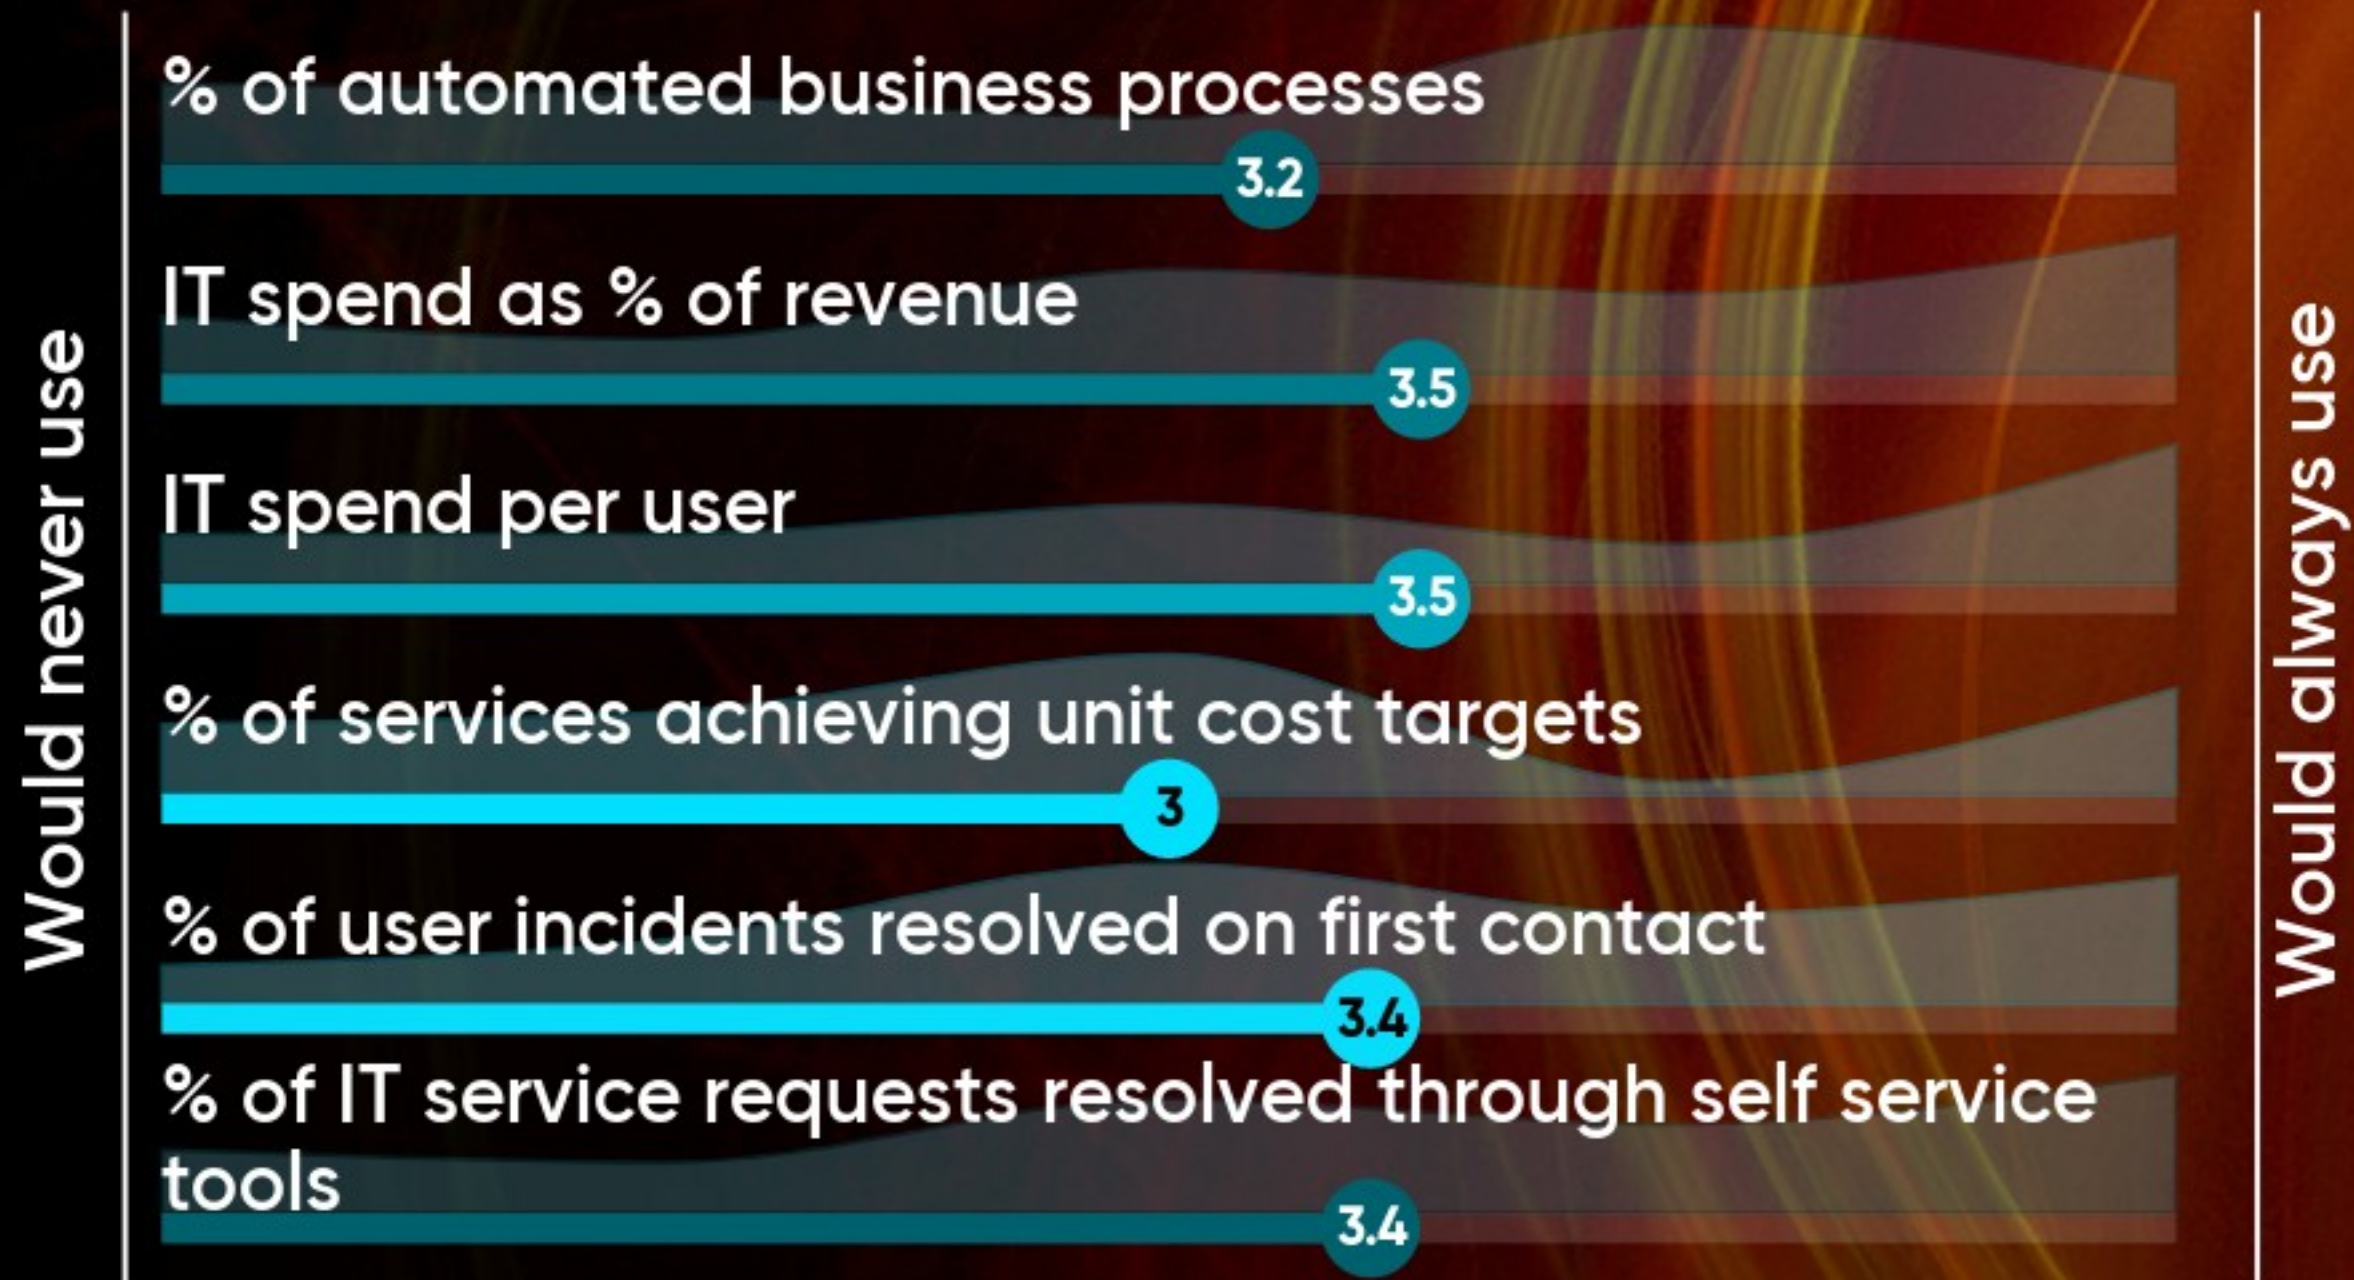 % of automated business processes
3.2
IT spend as % of revenue
3.5
IT spend per user
3.5
% of services achieving unit cost targets
3
% of user incidents resolved on first contact
3.4
% of IT service requests resolved through self service
tools
3.4
Would never use
Would always use